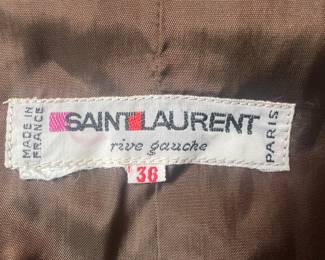 MADE IN
FRANCE
SAINT LAURENT
rive gauche
PARIS
36